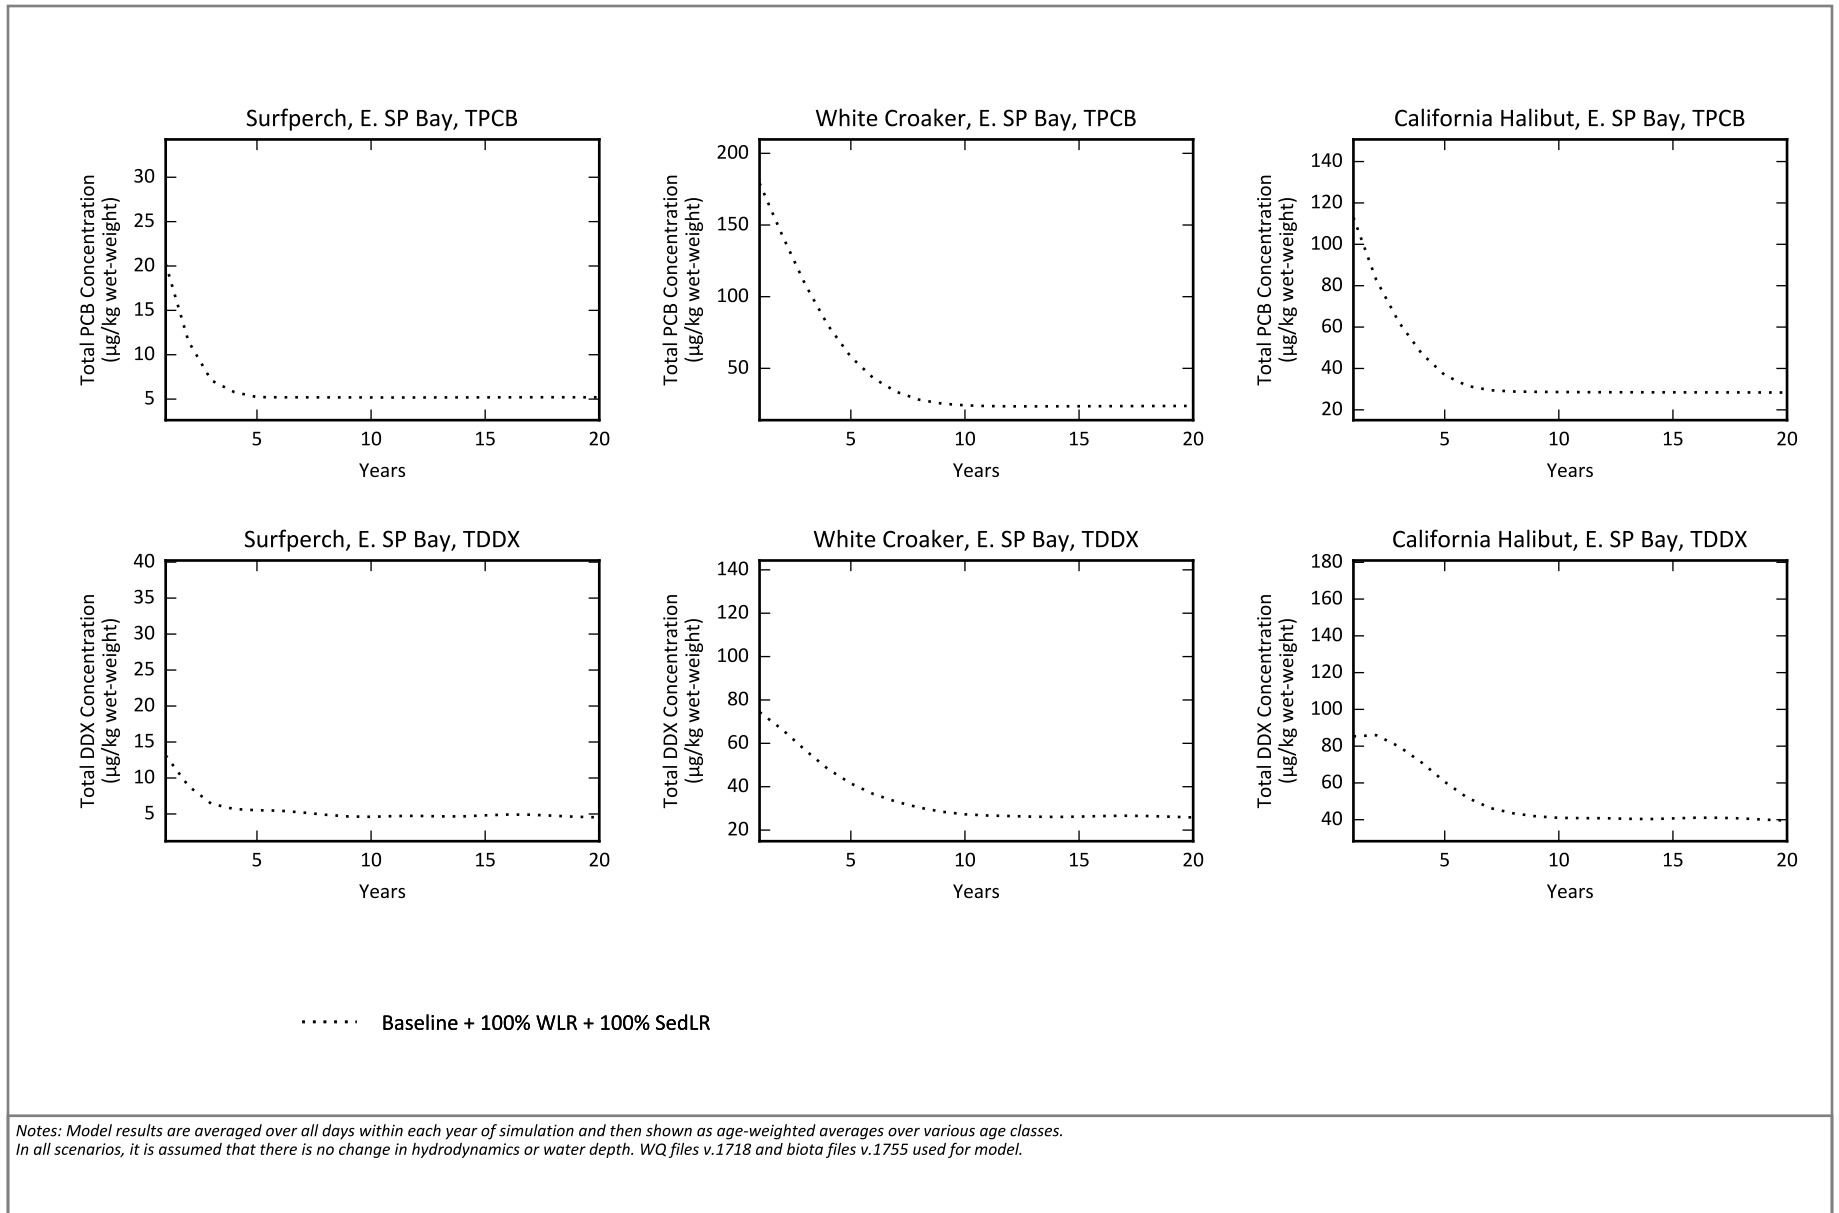 Surfperch, E. SP Bay, TPCB
Total PCB Concentration
(µg/kg wet-weight)
30
25
20
15
10
5
5 10 15 20
Years
White Croaker, E. SP Bay, TPCB
Total PCB Concentration
(µg/kg wet-weight)
200
150
100
50
5 10 15 20
Years
California Halibut, E. SP Bay, TPCB
Total PCB Concentration
(µg/kg wet-weight)
140
120
100
80
60
40
20
5 10 15 20
Years
Surfperch, E. SP Bay, TDDX
Total DDX Concentration
(µg/kg wet-weight)
40
35
30
25
20
15
10
5
5 10 15 20
Years
White Croaker, E. SP Bay, TDDX
Total DDX Concentration
(µg/kg wet-weight)
140
120
100
80
60
40
20
5 10 15 20
Years
California Halibut, E. SP Bay, TDDX
Total DDX Concentration
(µg/kg wet-weight)
180
160
140
120
100
80
60
40
5 10 15 20
Years
Baseline + 100% WLR + 100% SedLR
Notes: Model results are averaged over all days within each year of simulation and then shown as age-weighted averages over various age classes.
In all scenarios, it is assumed that there is no change in hydrodynamics or water depth. WQ files v.1718 and biota files v.1755 used for model.